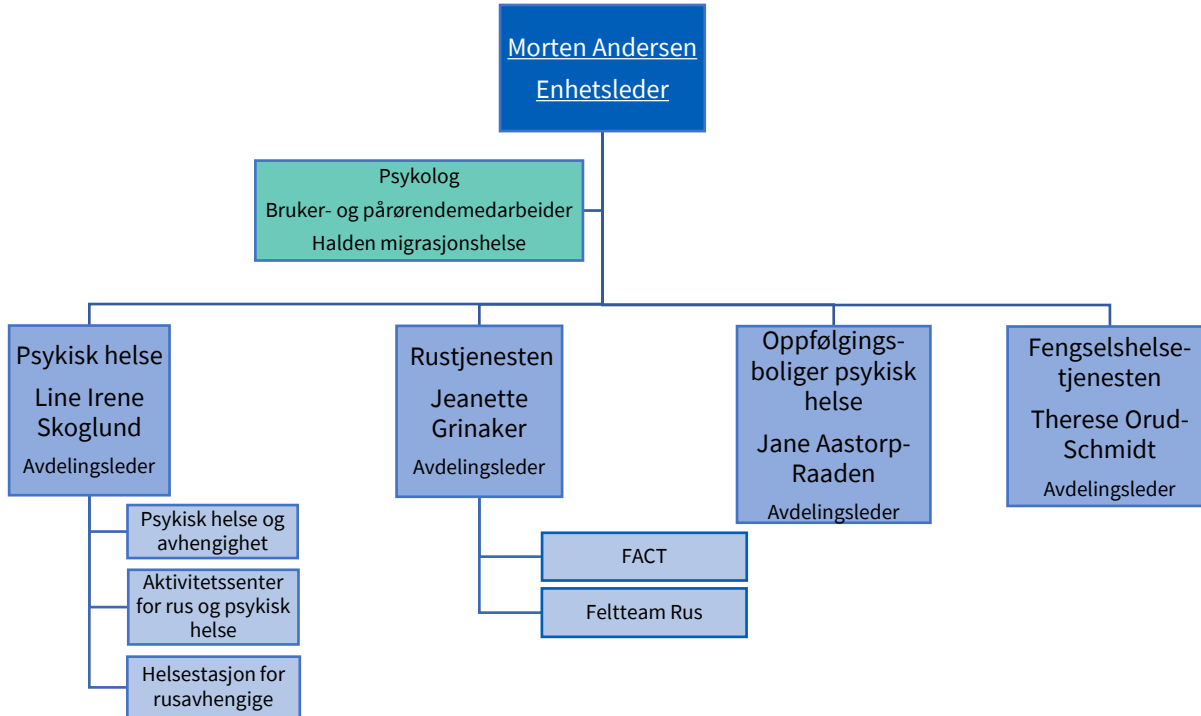 Morten Andersen
Enhetsleder
Psykolog
Bruker- og pårørendemedarbeider
Halden migrasjonshelse
Psykisk helse
Line Irene
Skoglund
Avdelingsleder
Psykisk helse og
avhengighet
Aktivitetssenter
for rus og psykisk
helse
Helsestasjon for
rusavhengige
Rustjenesten
Jeanette
Grinaker
Avdelingsleder
FACT
Feltteam Rus
Oppfølgings-
boliger psykisk
helse
Jane Aastorp-
Raaden
Avdelingsleder
Fengselshelse-
tjenesten
Therese Orud-
Schmidt
Avdelingsleder